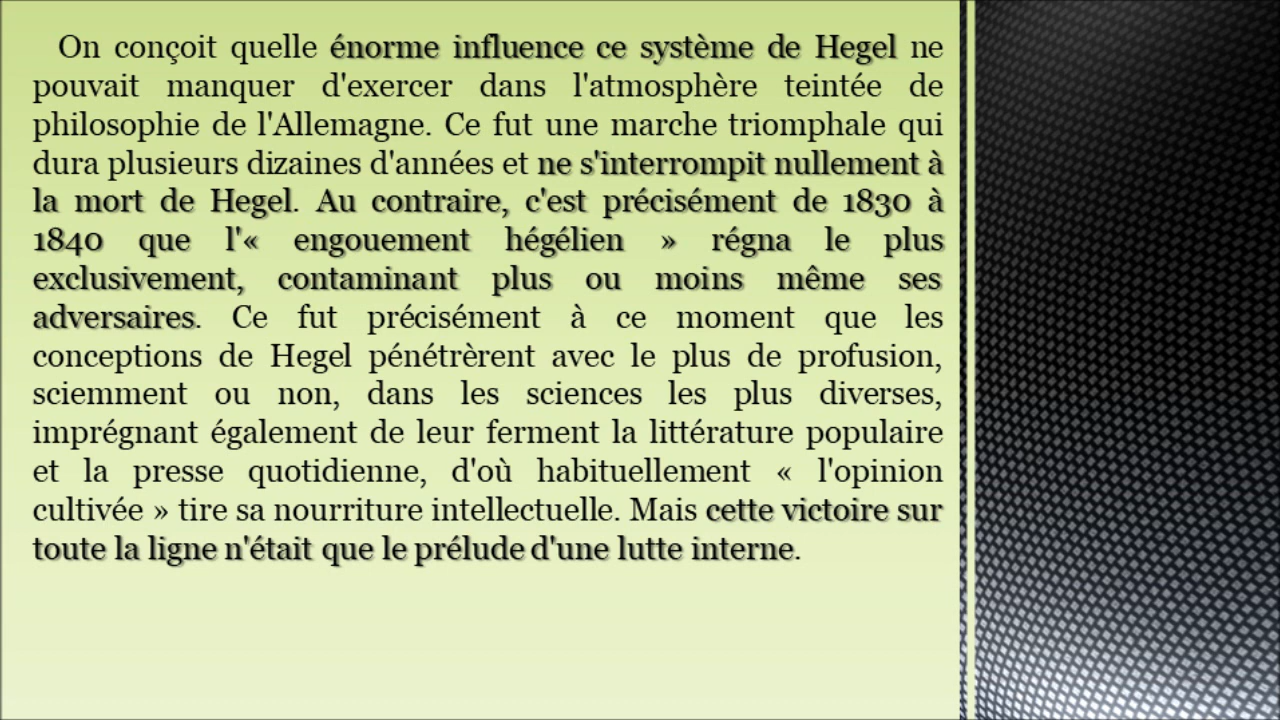 On conçoit quelle énorme influence ce système de Hegel ne
pouvait manquer d'exercer dans l'atmosphère teintée de
philosophie de l'Allemagne. Ce fut une marche triomphale qui
dura plusieurs dizaines d'années et ne s'interrompit nullement à
la mort de Hegel. Au contraire, c'est précisément de 1830 à
1840 que l'« engouement hégélien » régna le plus
exclusivement, contaminant plus ou moins même ses
adversaires. Ce fut précisément à ce moment que les
conceptions de Hegel pénétrèrent avec le plus de profusion,
sciemment ou non, dans les sciences les plus diverses,
imprégnant également de leur ferment la littérature populaire
et la presse quotidienne, d'où habituellement « l'opinion
cultivée » tire sa nourriture intellectuelle. Mais cette victoire sur
toute la ligne n'était que le prélude d'une lutte interne.